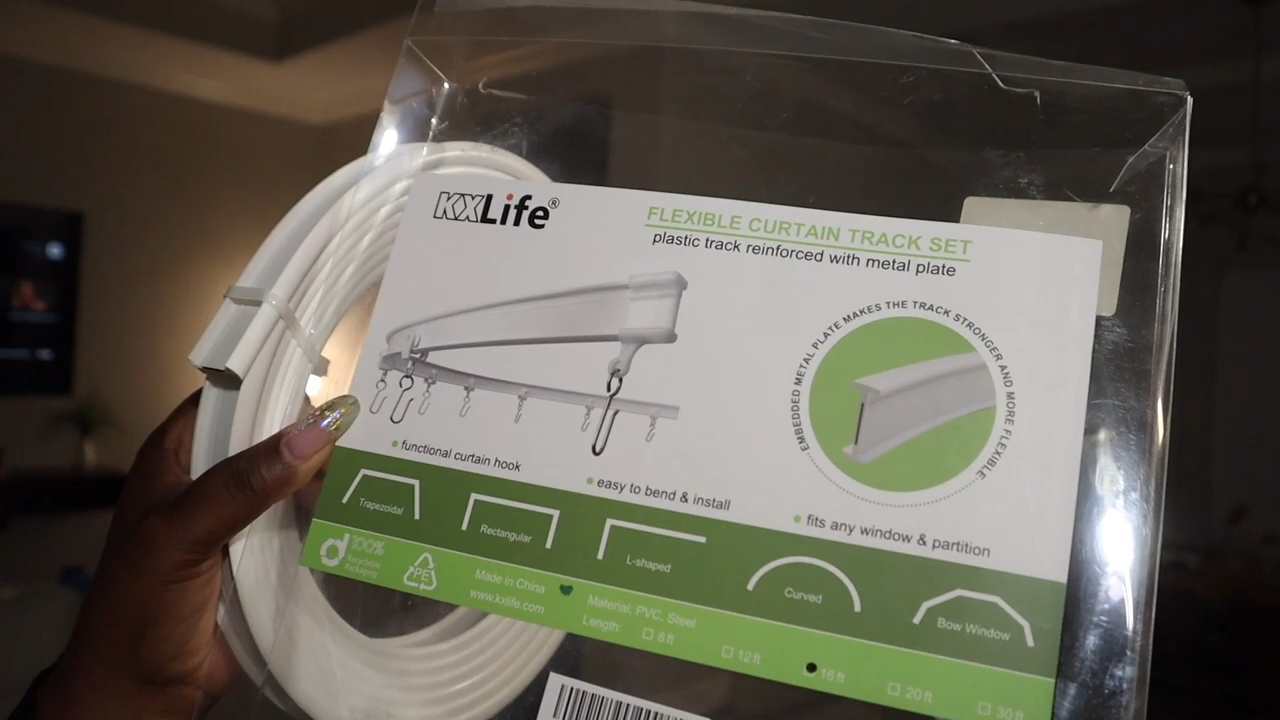 KXLife®
FLEXIBLE CURTAIN TRACK SET
plastic track reinforced with metal plate
EMBEDDED METAL PLATE MAKES THE TRACK STRONGER AND MORE FLEXIBLE.
• functional curtain hook
• easy to bend & install
• fits any window & partition
Trapezoidal
Rectangular
L-shaped
Curved
Bow Window
100%
Recyclable
Packaging
PE
Made in China
www.kxlife.com
Material: PVC, Steel
Length: 8 ft 12 ft 16 ft 20 ft 30 ft